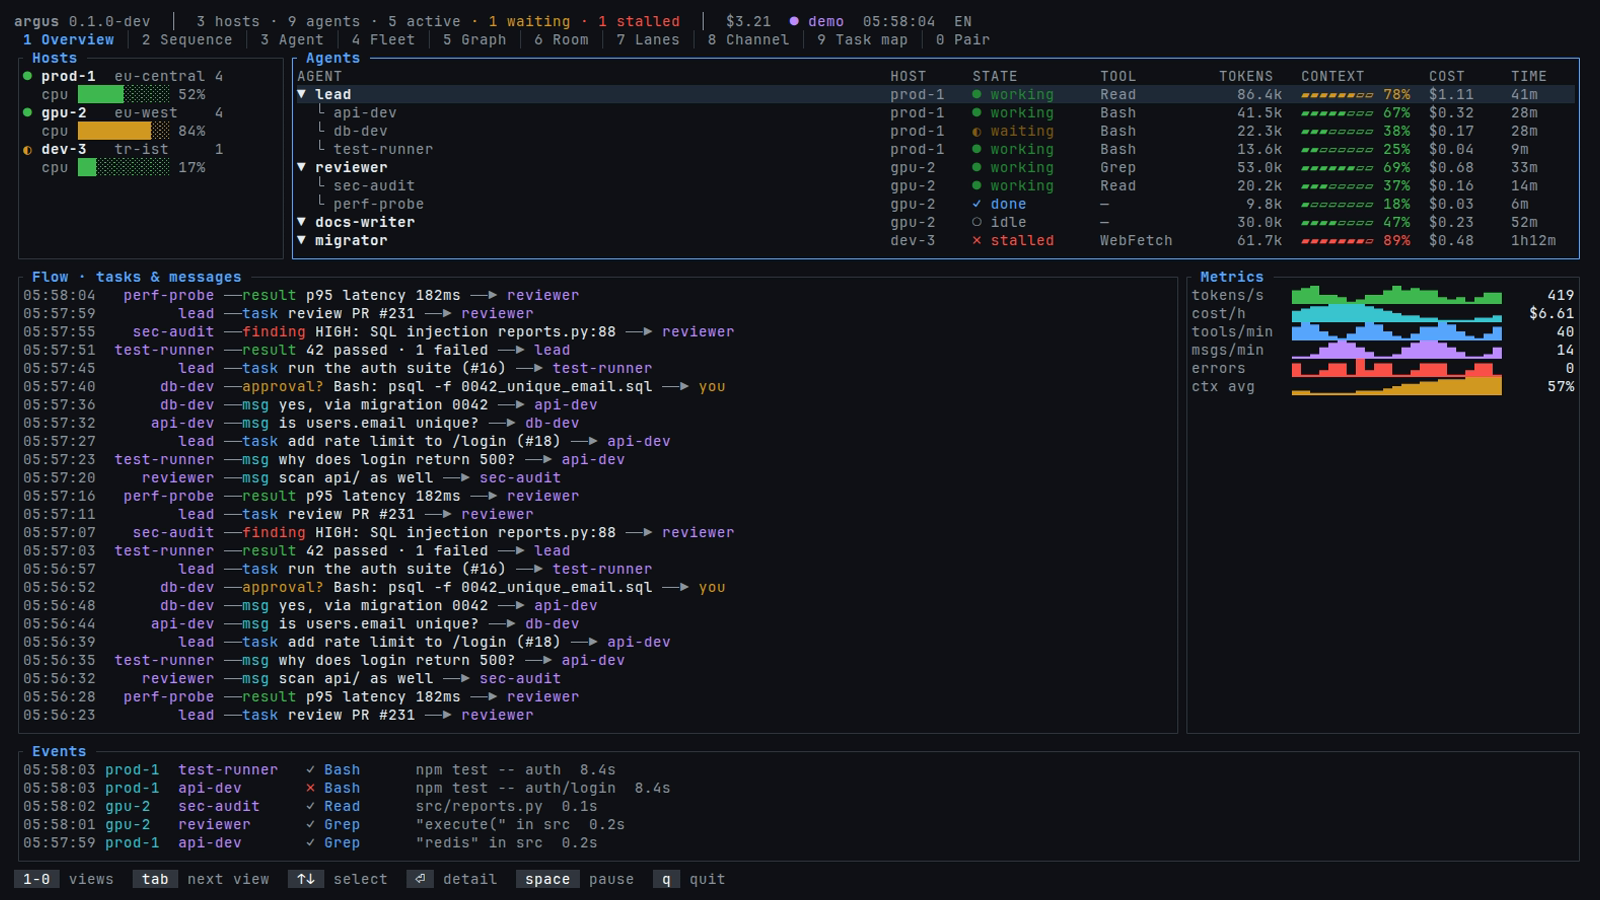 argus 0.1.0-dev │ 3 hosts · 9 agents · 5 active · 1 waiting · 1 stalled │ $3.21 ● demo 05:58:04 EN
1 Overview │ 2 Sequence │ 3 Agent │ 4 Fleet │ 5 Graph │ 6 Room │ 7 Lanes │ 8 Channel │ 9 Task map │ 0 Pair
Hosts
● prod-1 eu-central 4
cpu 52%
● gpu-2 eu-west 4
cpu 84%
◐ dev-3 tr-ist 1
cpu 17%
Agents
AGENT HOST STATE TOOL TOKENS CONTEXT COST TIME
▼ lead prod-1 ● working Read 86.4k ▰▰▰▰▰▰▱▱ 78% $1.11 41m
└ api-dev prod-1 ● working Bash 41.5k ▰▰▰▰▰▱▱▱ 67% $0.32 28m
└ db-dev prod-1 ◐ waiting Bash 22.3k ▰▰▰▱▱▱▱▱ 38% $0.17 28m
└ test-runner prod-1 ● working Bash 13.6k ▰▰▱▱▱▱▱▱ 25% $0.04 9m
▼ reviewer gpu-2 ● working Grep 53.0k ▰▰▰▰▰▰▱▱ 69% $0.68 33m
└ sec-audit gpu-2 ● working Read 20.2k ▰▰▰▱▱▱▱▱ 37% $0.16 14m
└ perf-probe gpu-2 ✓ done — 9.8k ▰▱▱▱▱▱▱▱ 18% $0.03 6m
▼ docs-writer gpu-2 ○ idle — 30.0k ▰▰▰▰▱▱▱▱ 47% $0.23 52m
▼ migrator dev-3 ✕ stalled WebFetch 61.7k ▰▰▰▰▰▰▰▱ 89% $0.48 1h12m
Flow · tasks & messages
05:58:04 perf-probe ──result p95 latency 182ms ──▶ reviewer
05:57:59 lead ──task review PR #231 ──▶ reviewer
05:57:55 sec-audit ──finding HIGH: SQL injection reports.py:88 ──▶ reviewer
05:57:51 test-runner ──result 42 passed · 1 failed ──▶ lead
05:57:45 lead ──task run the auth suite (#16) ──▶ test-runner
05:57:40 db-dev ──approval? Bash: psql -f 0042_unique_email.sql ──▶ you
05:57:36 db-dev ──msg yes, via migration 0042 ──▶ api-dev
05:57:32 api-dev ──msg is users.email unique? ──▶ db-dev
05:57:27 lead ──task add rate limit to /login (#18) ──▶ api-dev
05:57:23 test-runner ──msg why does login return 500? ──▶ api-dev
05:57:20 reviewer ──msg scan api/ as well ──▶ sec-audit
05:57:16 perf-probe ──result p95 latency 182ms ──▶ reviewer
05:57:11 lead ──task review PR #231 ──▶ reviewer
05:57:07 sec-audit ──finding HIGH: SQL injection reports.py:88 ──▶ reviewer
05:57:03 test-runner ──result 42 passed · 1 failed ──▶ lead
05:56:57 lead ──task run the auth suite (#16) ──▶ test-runner
05:56:52 db-dev ──approval? Bash: psql -f 0042_unique_email.sql ──▶ you
05:56:48 db-dev ──msg yes, via migration 0042 ──▶ api-dev
05:56:44 api-dev ──msg is users.email unique? ──▶ db-dev
05:56:39 lead ──task add rate limit to /login (#18) ──▶ api-dev
05:56:35 test-runner ──msg why does login return 500? ──▶ api-dev
05:56:32 reviewer ──msg scan api/ as well ──▶ sec-audit
05:56:28 perf-probe ──result p95 latency 182ms ──▶ reviewer
05:56:23 lead ──task review PR #231 ──▶ reviewer
Metrics
tokens/s 419
cost/h $6.61
tools/min 40
msgs/min 14
errors 0
ctx avg 57%
Events
05:58:03 prod-1 test-runner ✓ Bash npm test -- auth 8.4s
05:58:03 prod-1 api-dev ✕ Bash npm test -- auth/login 8.4s
05:58:02 gpu-2 sec-audit ✓ Read src/reports.py 0.1s
05:58:01 gpu-2 reviewer ✓ Grep "execute(" in src 0.2s
05:57:59 prod-1 api-dev ✓ Grep "redis" in src 0.2s
1-0 views tab next view ↑↓ select ⏎ detail space pause q quit